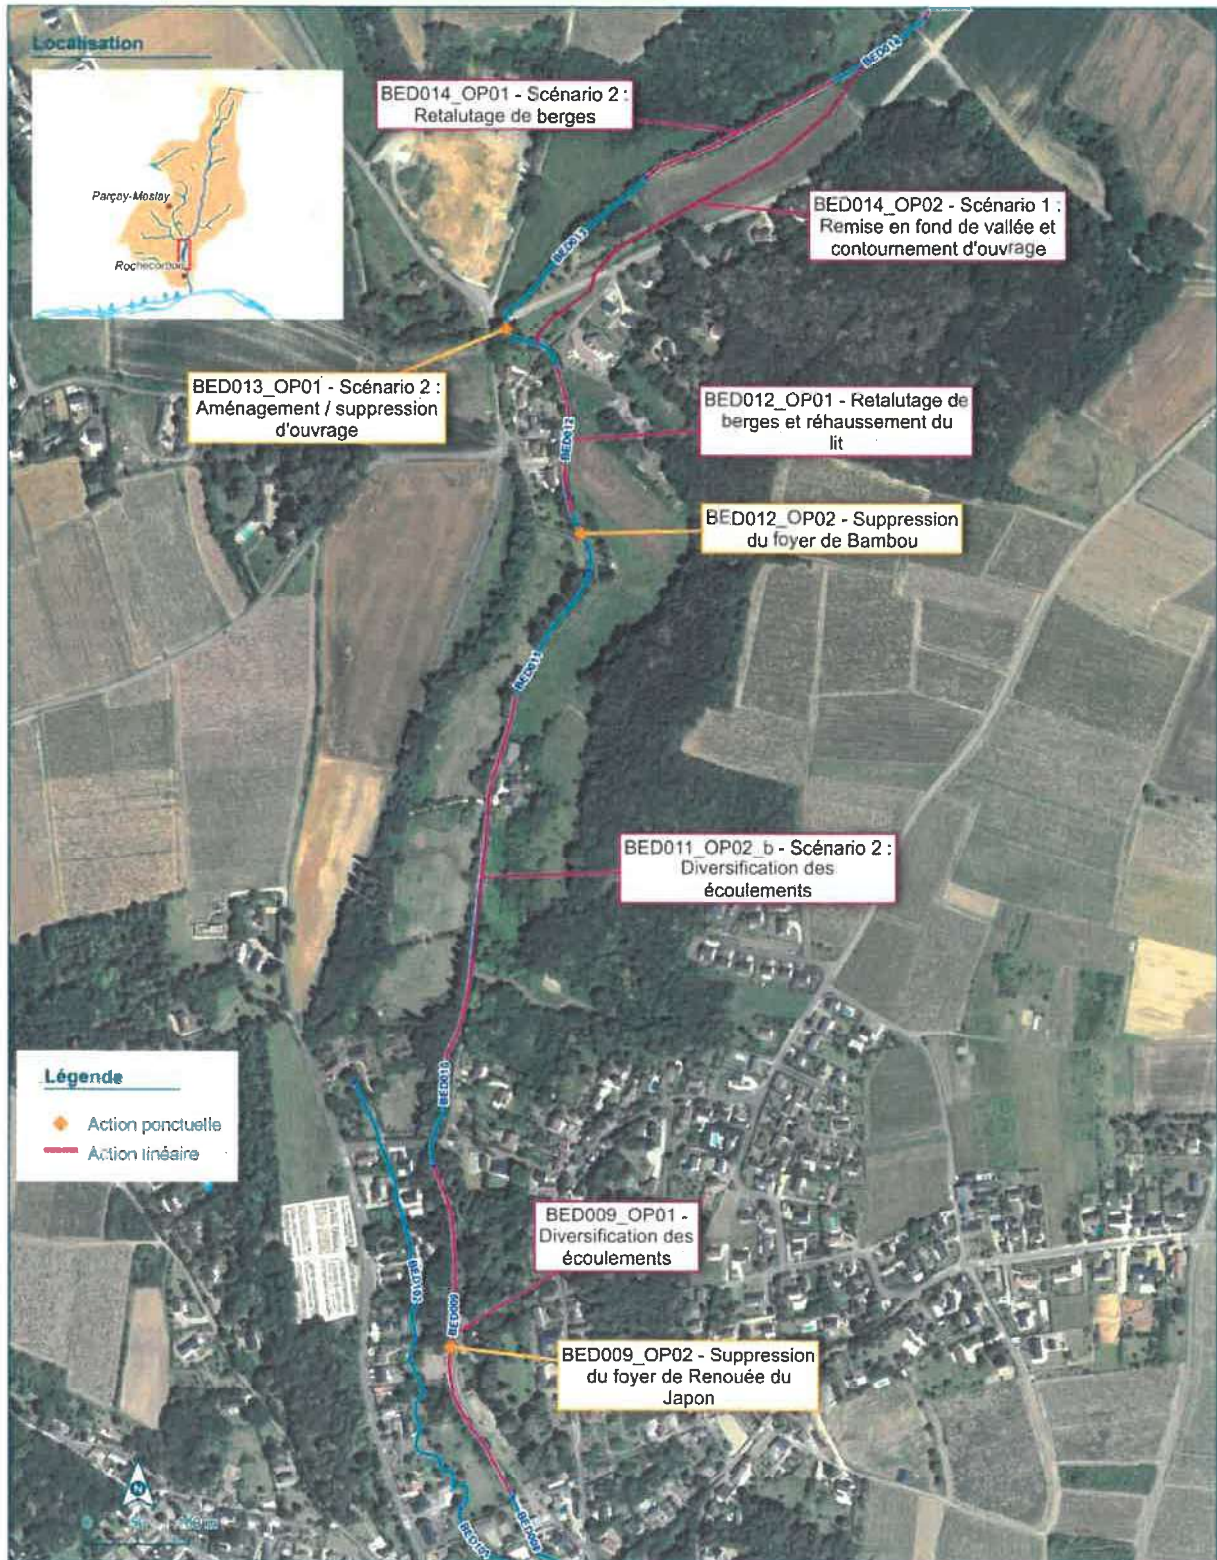 Localisation
Parçay-Meslay
Rochecorbon
BED014_OP01 - Scénario 2 :
Retalutage de berges
BED014
BED014_OP02 - Scénario 1 :
Remise en fond de vallée et
contournement d'ouvrage
BED013
BED013_OP01 - Scénario 2 :
Aménagement / suppression
d'ouvrage
BED012_OP01 - Retalutage de
berges et réhaussement du
lit
BED012
BED012_OP02 - Suppression
du foyer de Bambou
BED011
BED011_OP02_b - Scénario 2 :
Diversification des
écoulements
Légende
Action ponctuelle
Action linéaire
BED010
BED009_OP01 -
Diversification des
écoulements
BED102
BED009
BED009_OP02 - Suppression
du foyer de Renouée du
Japon
N
BED101
BED008